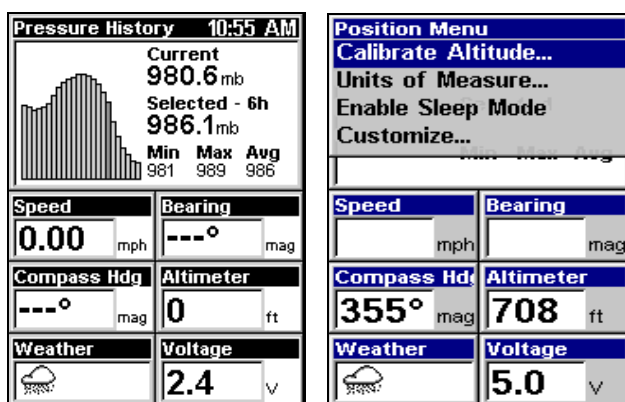 Pressure History 10:55 AM
Current
980.6 mb
Selected - 6h
986.1mb
Min Max Avg
981 989 986
Speed Bearing
0.00 mph ---° mag
Compass Hdg Altimeter
---° mag 0 ft
Weather Voltage
2.4 V
Position Menu
Calibrate Altitude...
Units of Measure...
Enable Sleep Mode
Customize...
Min Max Avg
Speed Bearing
mph mag
Compass Hdg Altimeter
355° mag 708 ft
Weather Voltage
5.0 V